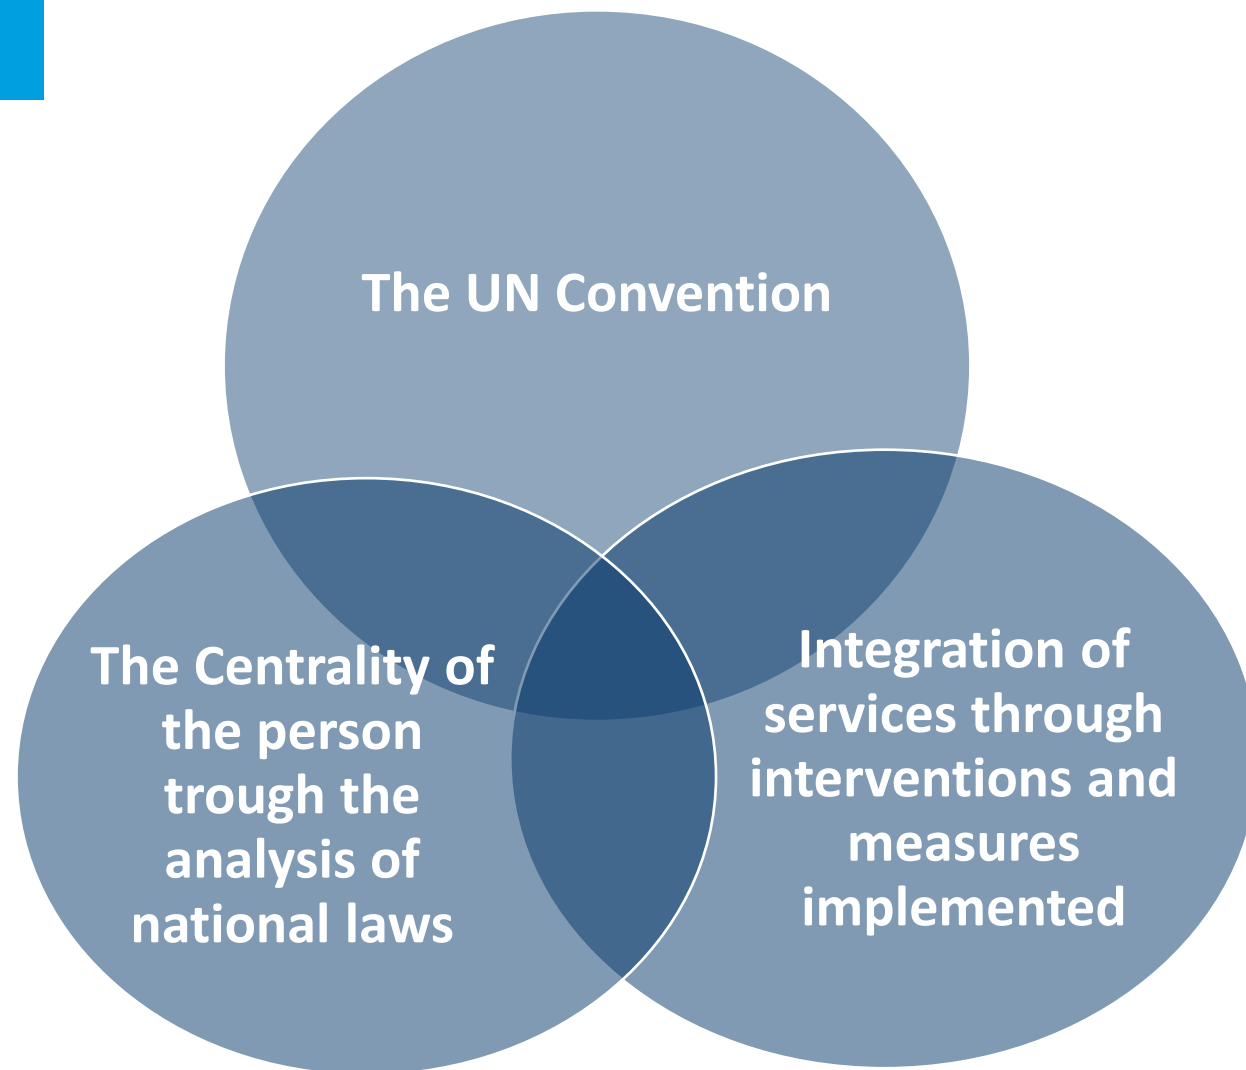 The UN Convention
The Centrality of
the person
trough the
analysis of
national laws
Integration of
services through
interventions and
measures
implemented